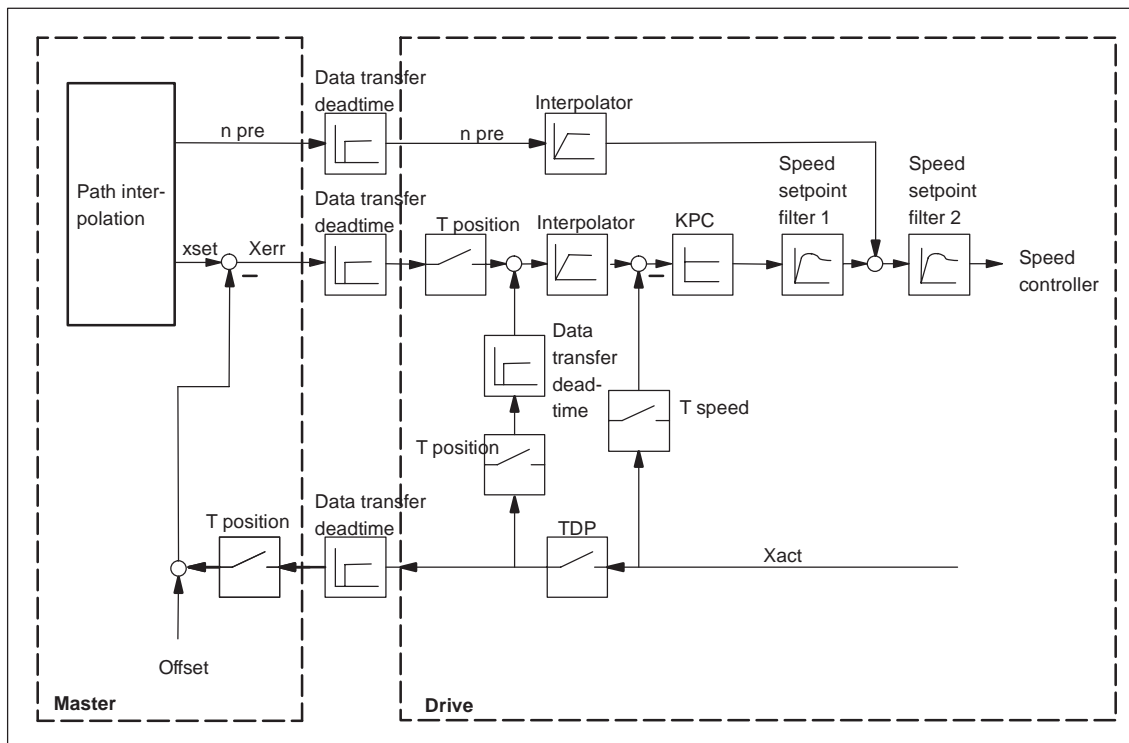 Data transfer
deadtime
Interpolator
n pre
n pre
Path inter-
polation
Speed
setpoint
filter 1
Speed
setpoint
filter 2
Data transfer
deadtime
T position
Interpolator
KPC
xset
Xerr
Speed
controller
Data
transfer
dead-
time
T speed
T position
T position
Data transfer
deadtime
TDP
Xact
Offset
Master
Drive